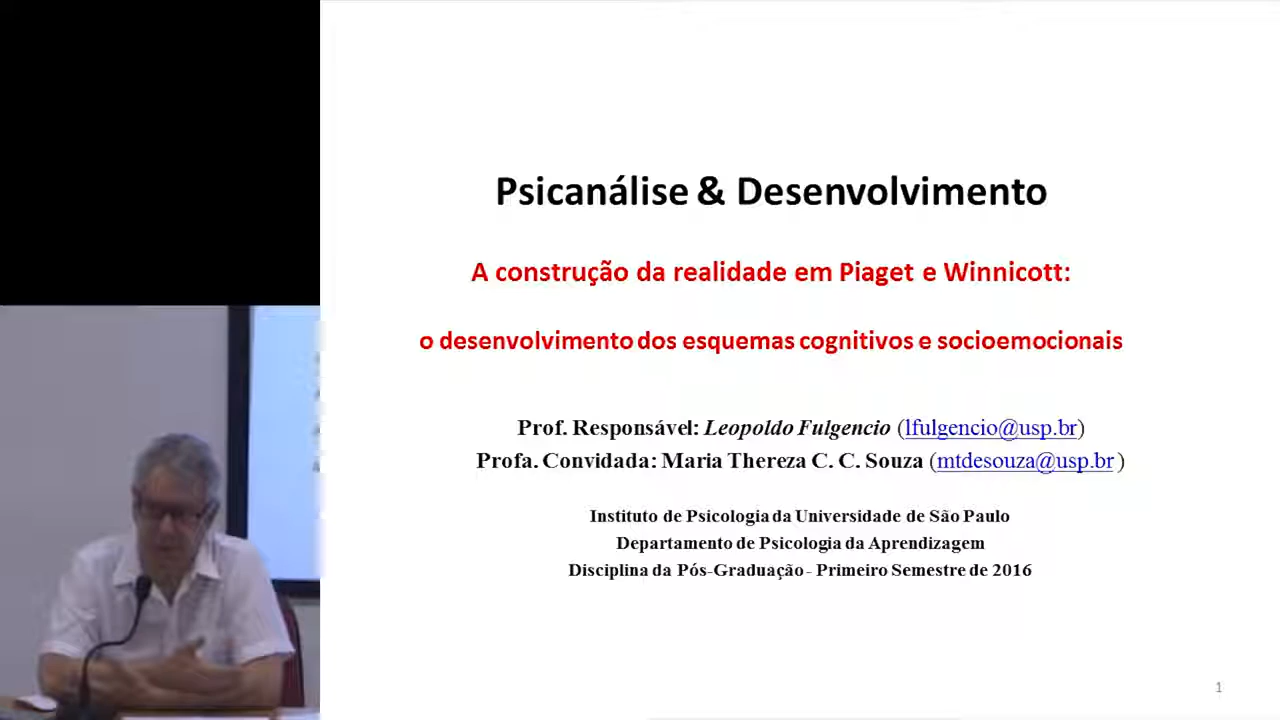 Psicanálise & Desenvolvimento
A construção da realidade em Piaget e Winnicott:
o desenvolvimento dos esquemas cognitivos e socioemocionais
Prof. Responsável: Leopoldo Fulgencio (lfulgencio@usp.br)
Profa. Convidada: Maria Thereza C. C. Souza (mtdesouza@usp.br )
Instituto de Psicologia da Universidade de São Paulo
Departamento de Psicologia da Aprendizagem
Disciplina da Pós-Graduação - Primeiro Semestre de 2016
1